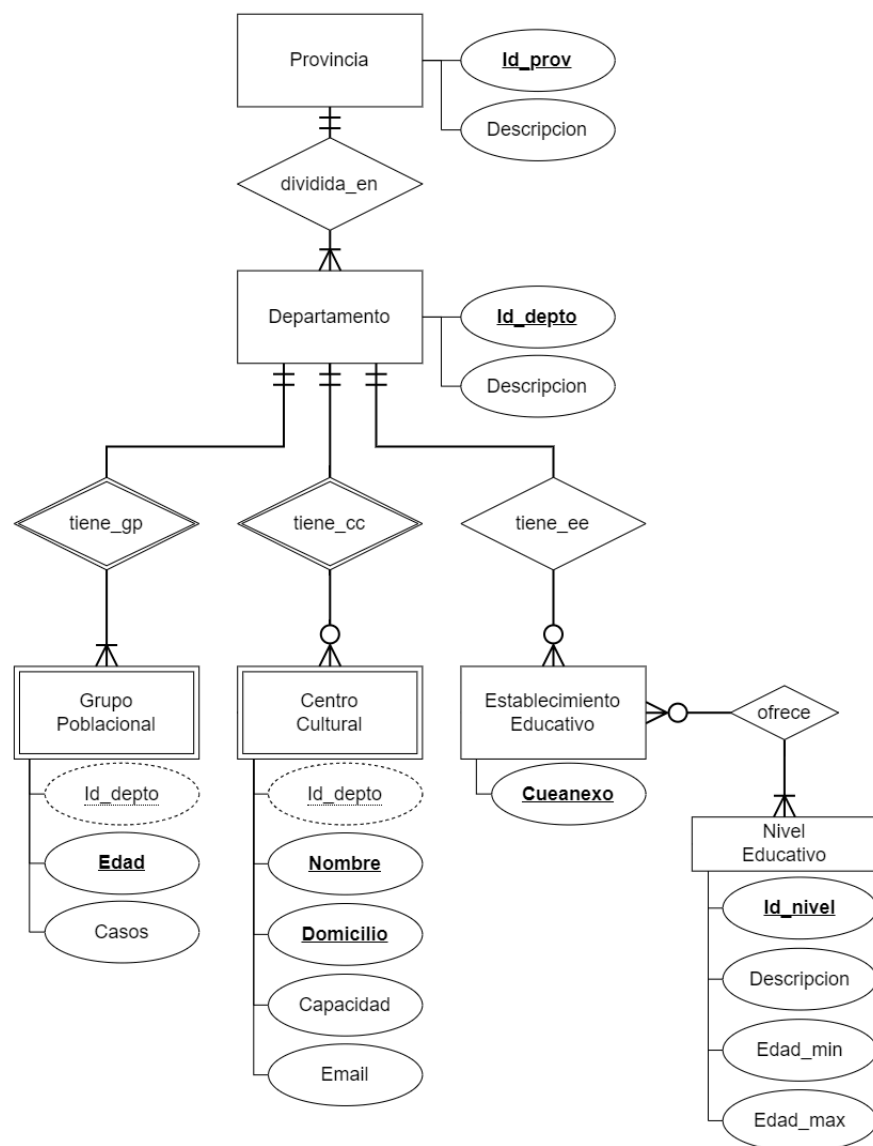 Provincia
Id_prov
Descripcion
dividida_en
Departamento
Id_depto
Descripcion
tiene_gp
tiene_cc
tiene_ee
Grupo
Poblacional
Id_depto
Edad
Casos
Centro
Cultural
Id_depto
Nombre
Domicilio
Capacidad
Email
Establecimiento
Educativo
Cueanexo
ofrece
Nivel
Educativo
Id_nivel
Descripcion
Edad_min
Edad_max